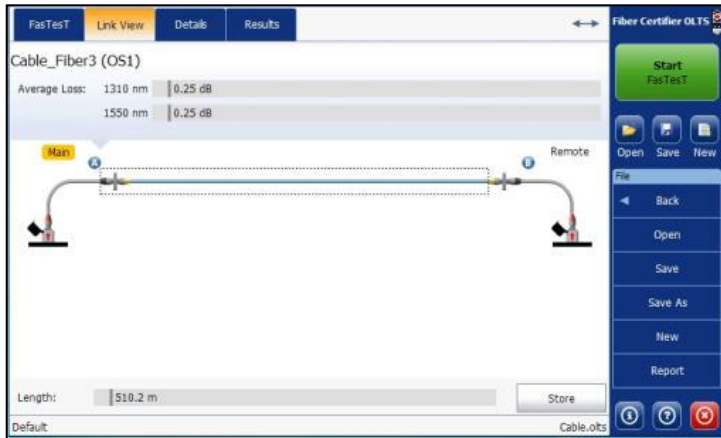 FasTesT Link View Details Results
Fiber Certifier OLTS
Cable_Fiber3 (OS1)
Average Loss: 1310 nm 0.25 dB
1550 nm 0.25 dB
Start
FasTesT
Open Save New
Main A B Remote
File
Back
Open
Save
Save As
New
Report
Length: 510.2 m Store
Default Cable.olts